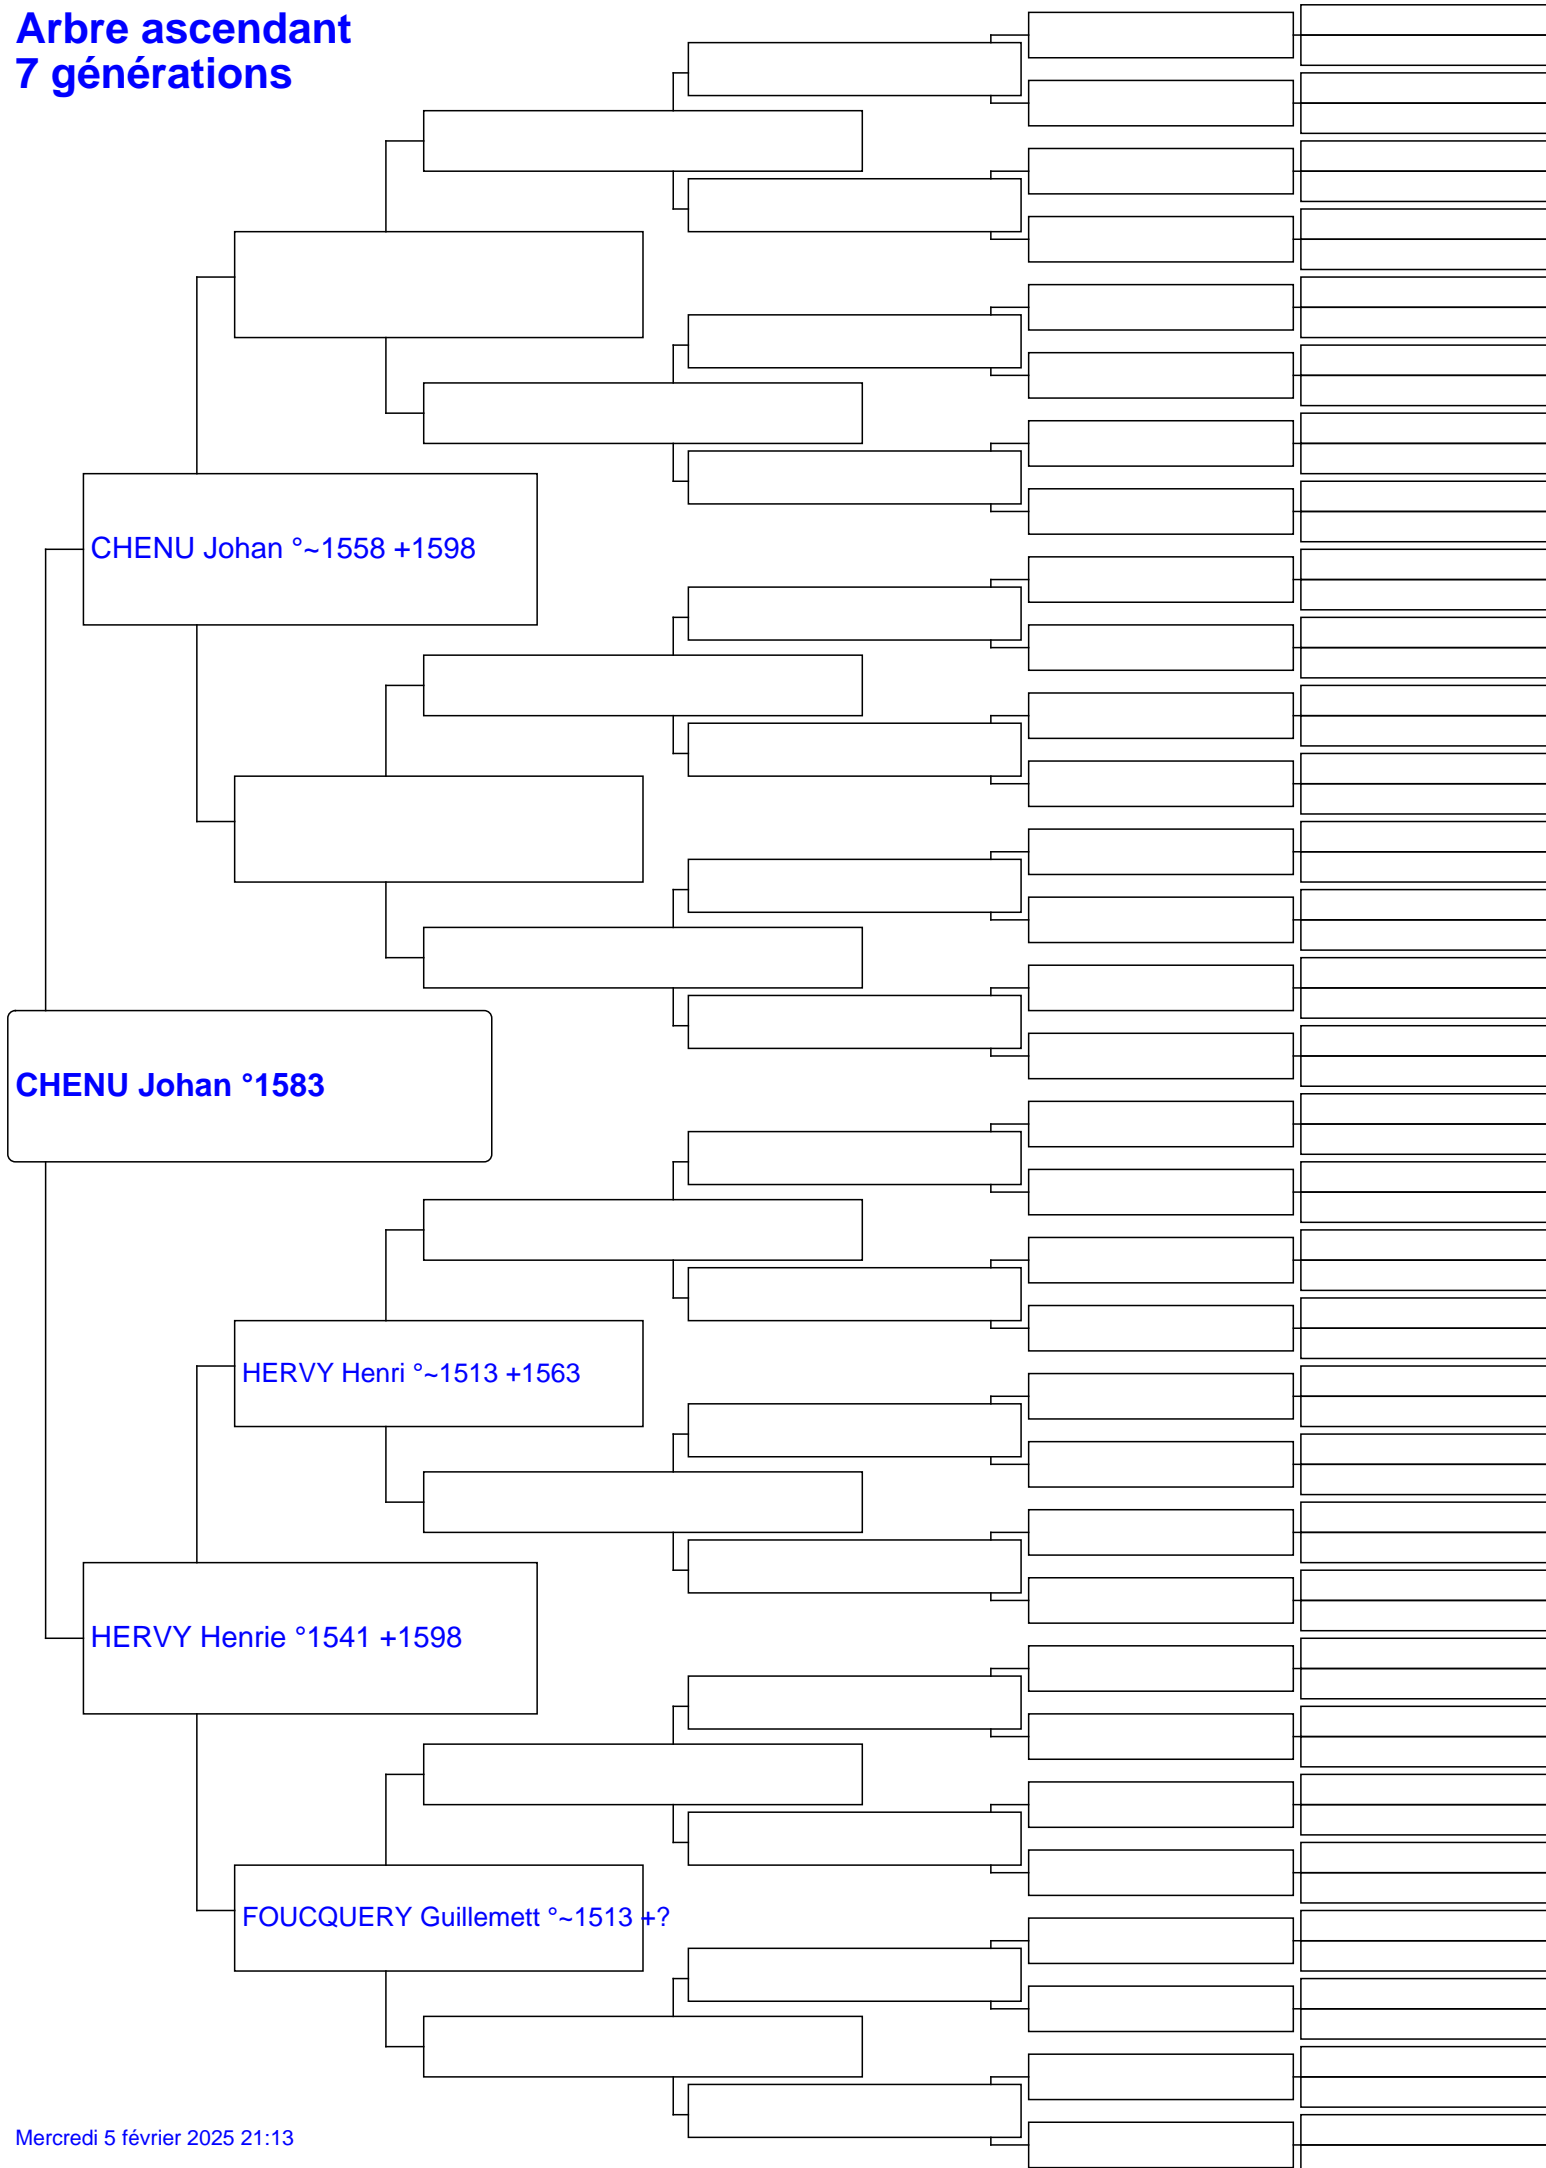 Arbre ascendant
7 générations
CHENU Johan °~1558 +1598
CHENU Johan °1583
HERVY Henri °~1513 +1563
HERVY Henrie °1541 +1598
FOUCQUERY Guillemett °~1513 +?
Mercredi 5 février 2025 21:13